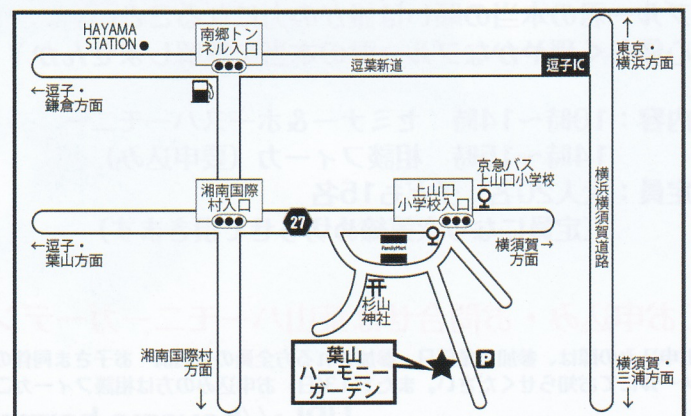 HAYAMA
STATION
南郷トン
ネル入口
逗葉新道
逗子IC
↑
東京・
横浜方面
←逗子・
鎌倉方面
湘南国際
村入口
27
上山口
小学校入口
京急バス
上山口小学校
横浜横須賀道路
←逗子・
葉山方面
FamilyMart
横須賀→
方面
杉山
神社
葉山
ハーモニー
ガーデン
P
湘南国際村
方面
↓
横須賀・
三浦方面
↓